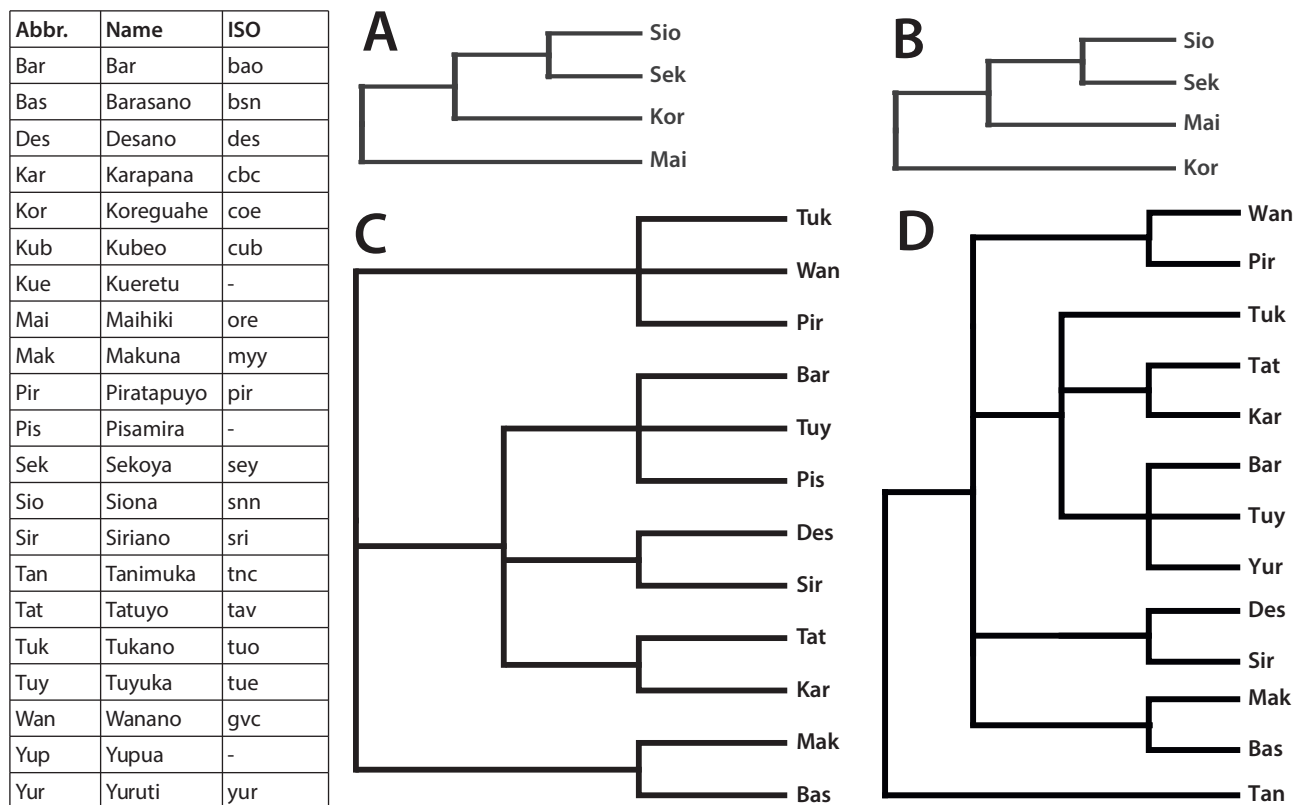 Abbr. Name ISO
Bar Bar bao
Bas Barasano bsn
Des Desano des
Kar Karapana cbc
Kor Koreguahe coe
Kub Kubeo cub
Kue Kueretu -
Mai Maihiki ore
Mak Makuna myy
Pir Piratapuyo pir
Pis Pisamira -
Sek Sekoya sey
Sio Siona snn
Sir Siriano sri
Tan Tanimuka tnc
Tat Tatuyo tav
Tuk Tukano tuo
Tuy Tuyuka tue
Wan Wanano gvc
Yup Yupua -
Yur Yuruti yur
A
Sio
Sek
Kor
Mai
B
Sio
Sek
Mai
Kor
C
Tuk
Wan
Pir
Bar
Tuy
Pis
Des
Sir
Tat
Kar
Mak
Bas
D
Wan
Pir
Tuk
Tat
Kar
Bar
Tuy
Yur
Des
Sir
Mak
Bas
Tan